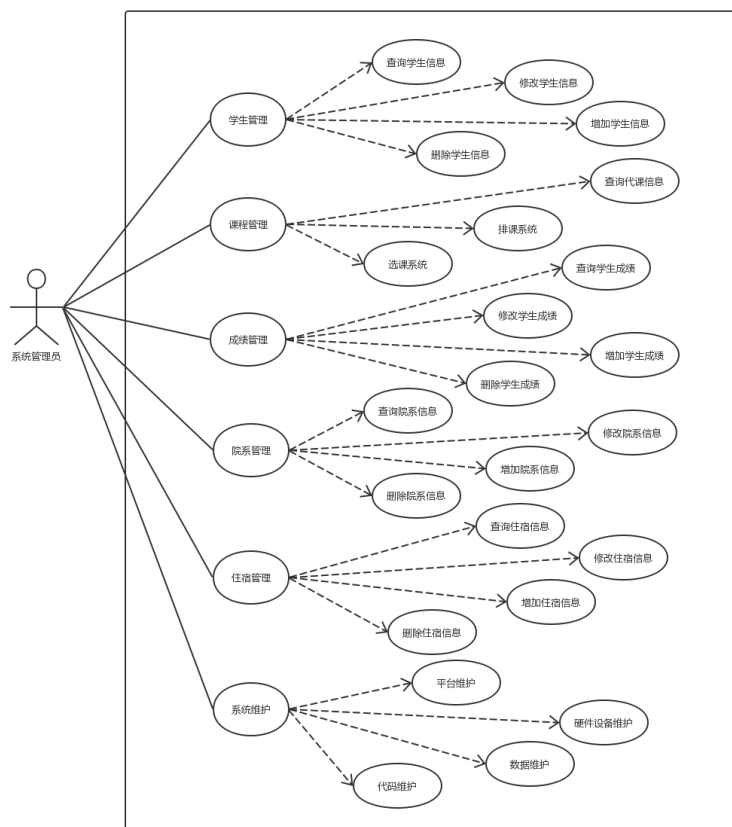 查询学生信息
修改学生信息
学生管理
增加学生信息
删除学生信息
查询代课信息
课程管理
排课系统
选课系统
查询学生成绩
修改学生成绩
成绩管理
增加学生成绩
系统管理员
删除学生成绩
查询院系信息
修改院系信息
院系管理
增加院系信息
删除院系信息
查询住宿信息
修改住宿信息
住宿管理
增加住宿信息
删除住宿信息
平台维护
系统维护
硬件设备维护
数据维护
代码维护